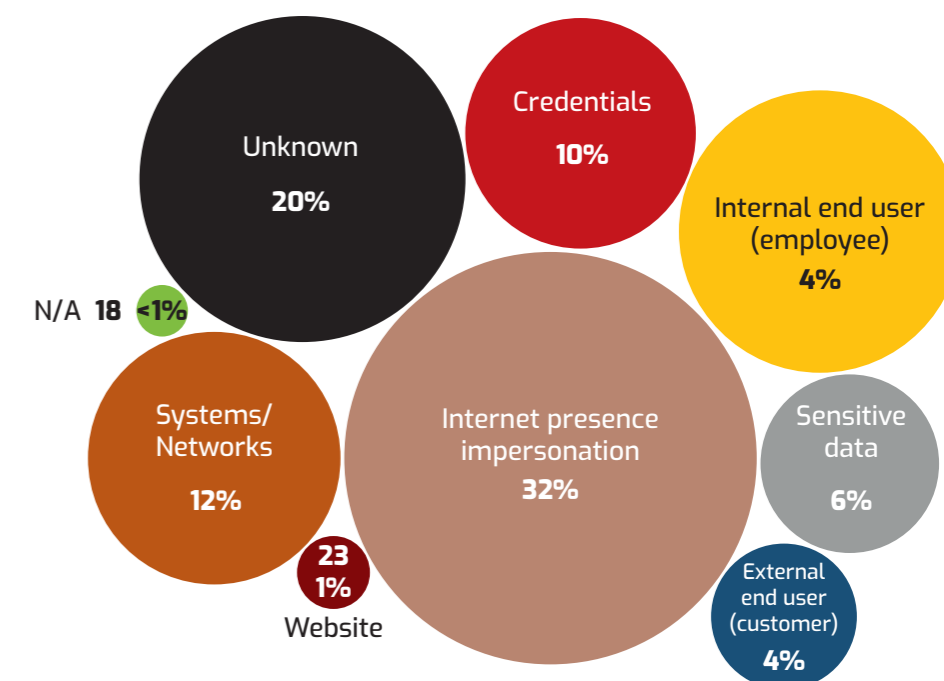 Unknown
20%
Credentials
10%
Internal end user
(employee)
4%
N/A 18 <1%
Systems/
Networks
12%
Internet presence
impersonation
32%
Sensitive
data
6%
23
1%
Website
External
end user
(customer)
4%